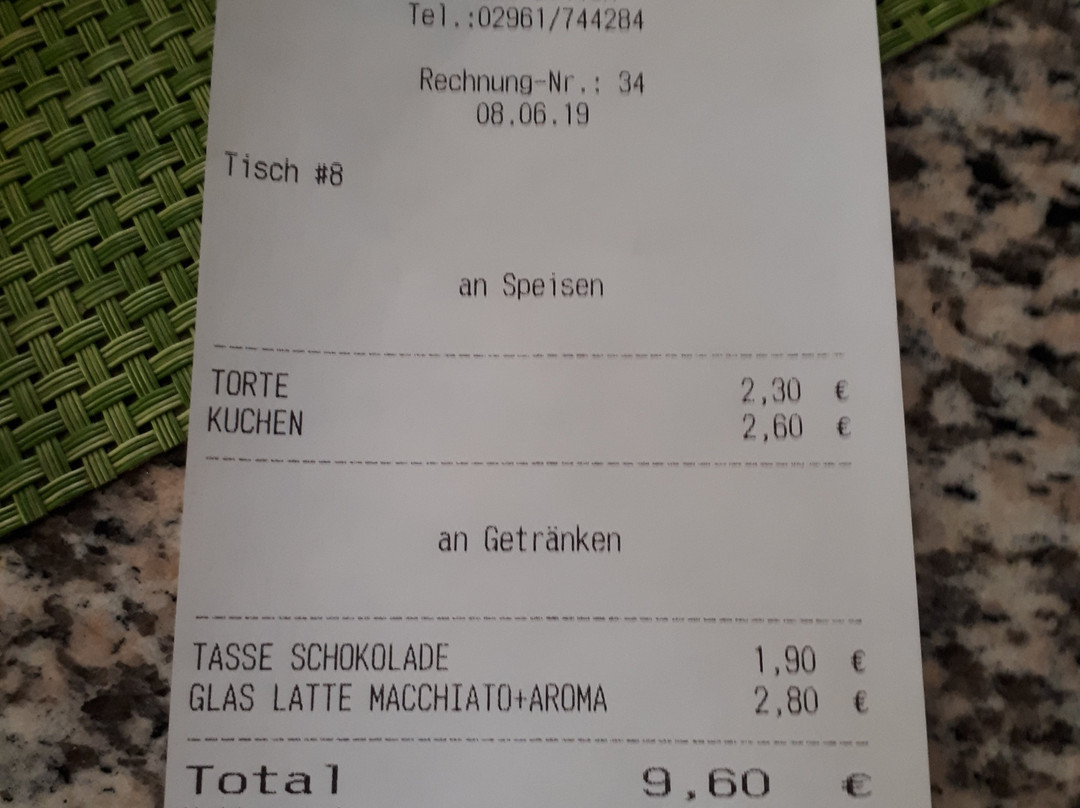 Tel.:02961/744284
Rechnung-Nr.: 34
08.06.19
Tisch #8
an Speisen
TORTE 2,30 €
KUCHEN 2,60 €
an Getränken
TASSE SCHOKOLADE 1,90 €
GLAS LATTE MACCHIATO+AROMA 2,80 €
Total 9,60 €